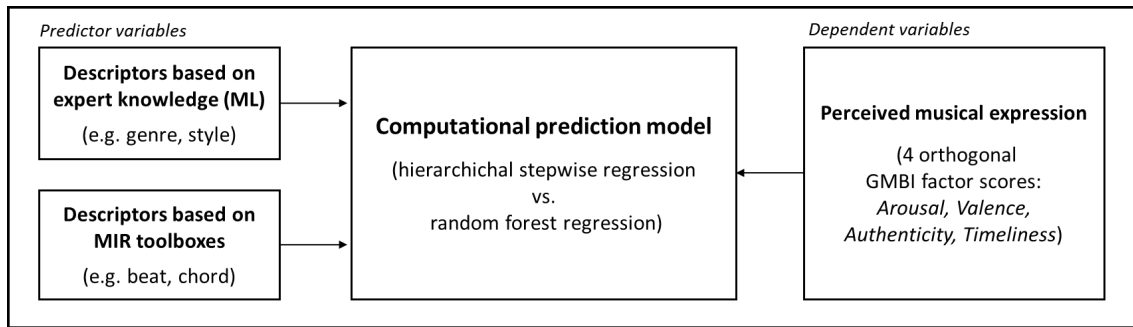 Predictor variables
Descriptors based on
expert knowledge (ML)
(e.g. genre, style)
Descriptors based on
MIR toolboxes
(e.g. beat, chord)
Computational prediction model
(hierarchichal stepwise regression
vs.
random forest regression)
Dependent variables
Perceived musical expression
(4 orthogonal
GMBI factor scores:
Arousal, Valence,
Authenticity, Timeliness)